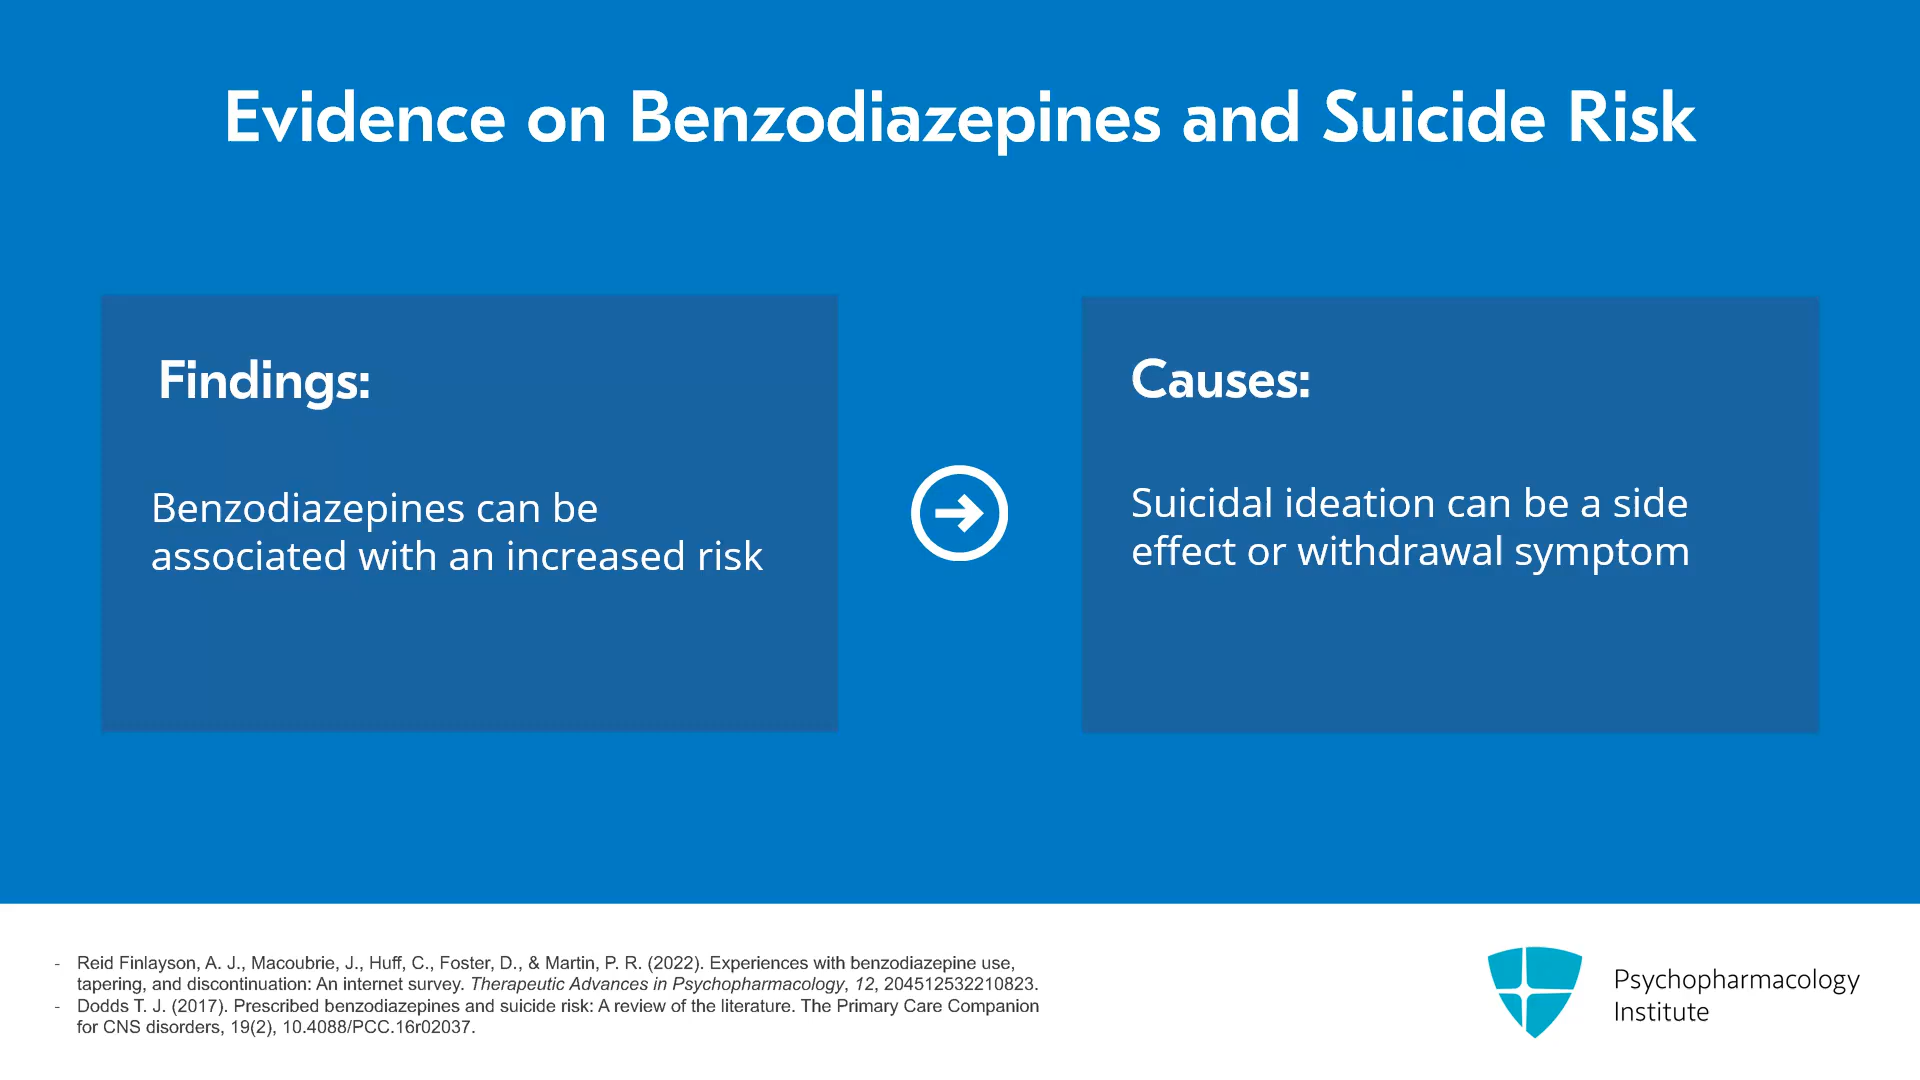 Evidence on Benzodiazepines and Suicide Risk
Findings:
Benzodiazepines can be
associated with an increased risk
Causes:
Suicidal ideation can be a side
effect or withdrawal symptom
- Reid Finlayson, A. J., Macoubrie, J., Huff, C., Foster, D., & Martin, P. R. (2022). Experiences with benzodiazepine use,
tapering, and discontinuation: An internet survey. Therapeutic Advances in Psychopharmacology, 12, 204512532210823.
- Dodds T. J. (2017). Prescribed benzodiazepines and suicide risk: A review of the literature. The Primary Care Companion
for CNS disorders, 19(2), 10.4088/PCC.16r02037.
Psychopharmacology
Institute